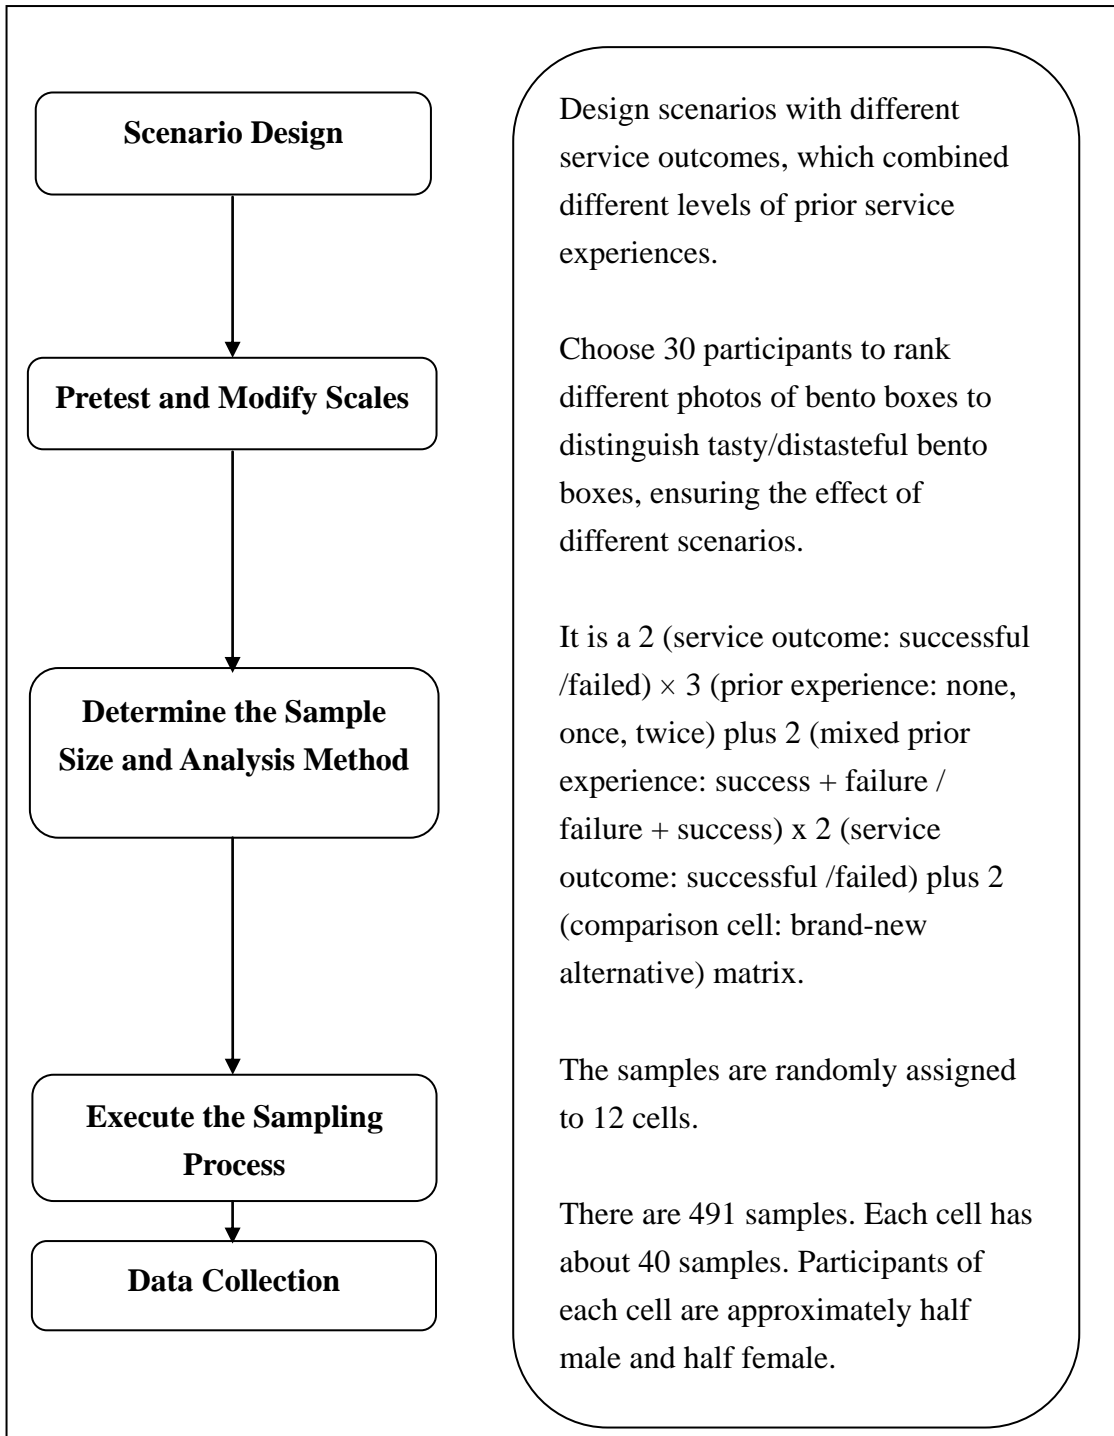 Scenario Design
Pretest and Modify Scales
Determine the Sample
Size and Analysis Method
Execute the Sampling
Process
Data Collection
Design scenarios with different
service outcomes, which combined
different levels of prior service
experiences.
Choose 30 participants to rank
different photos of bento boxes to
distinguish tasty/distasteful bento
boxes, ensuring the effect of
different scenarios.
It is a 2 (service outcome: successful
/failed) × 3 (prior experience: none,
once, twice) plus 2 (mixed prior
experience: success + failure /
failure + success) x 2 (service
outcome: successful /failed) plus 2
(comparison cell: brand-new
alternative) matrix.
The samples are randomly assigned
to 12 cells.
There are 491 samples. Each cell has
about 40 samples. Participants of
each cell are approximately half
male and half female.